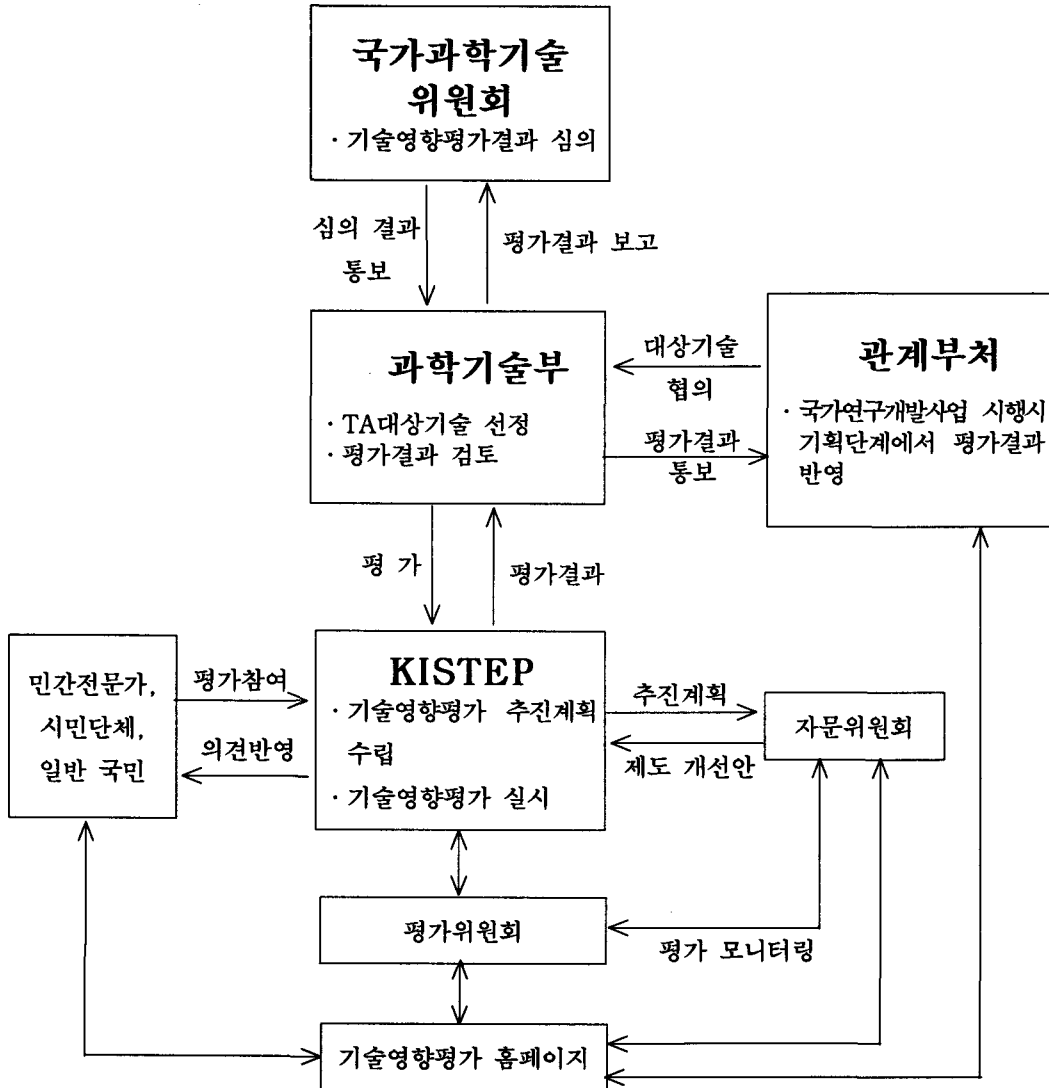 국가과학기술
위원회
· 기술영향평가결과 심의
심의 결과
통보
평가결과 보고
과학기술부
· TA대상기술 선정
· 평가결과 검토
대상기술
협의
평가결과
통보
관계부처
· 국가연구개발사업 시행시
기획단계에서 평가결과
반영
평 가
평가결과
민간전문가,
시민단체,
일반 국민
평가참여
의견반영
KISTEP
· 기술영향평가 추진계획
수립
· 기술영향평가 실시
추진계획
제도 개선안
자문위원회
평가위원회
평가 모니터링
기술영향평가 홈페이지